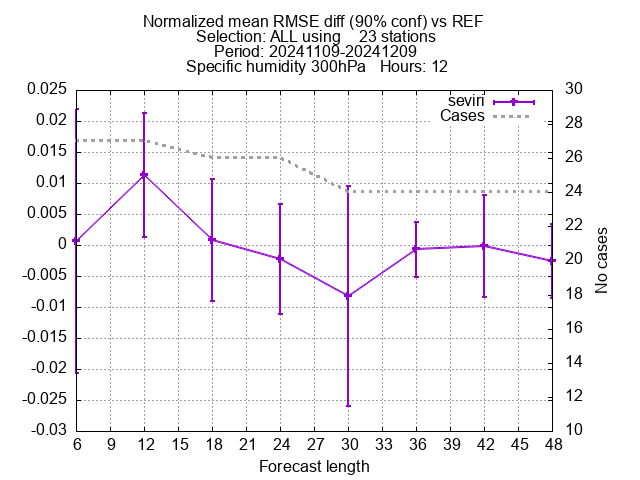 Normalized mean RMSE diff (90% conf) vs REF
Selection: ALL using    23 stations
Period: 20241109-20241209
Specific humidity 300hPa   Hours: 12
seviri
Cases
0.025
0.02
0.015
0.01
0.005
0
-0.005
-0.01
-0.015
-0.02
-0.025
-0.03
30
28
26
24
22
20
18
16
14
12
10
No cases
6 9 12 15 18 21 24 27 30 33 36 39 42 45 48
Forecast length